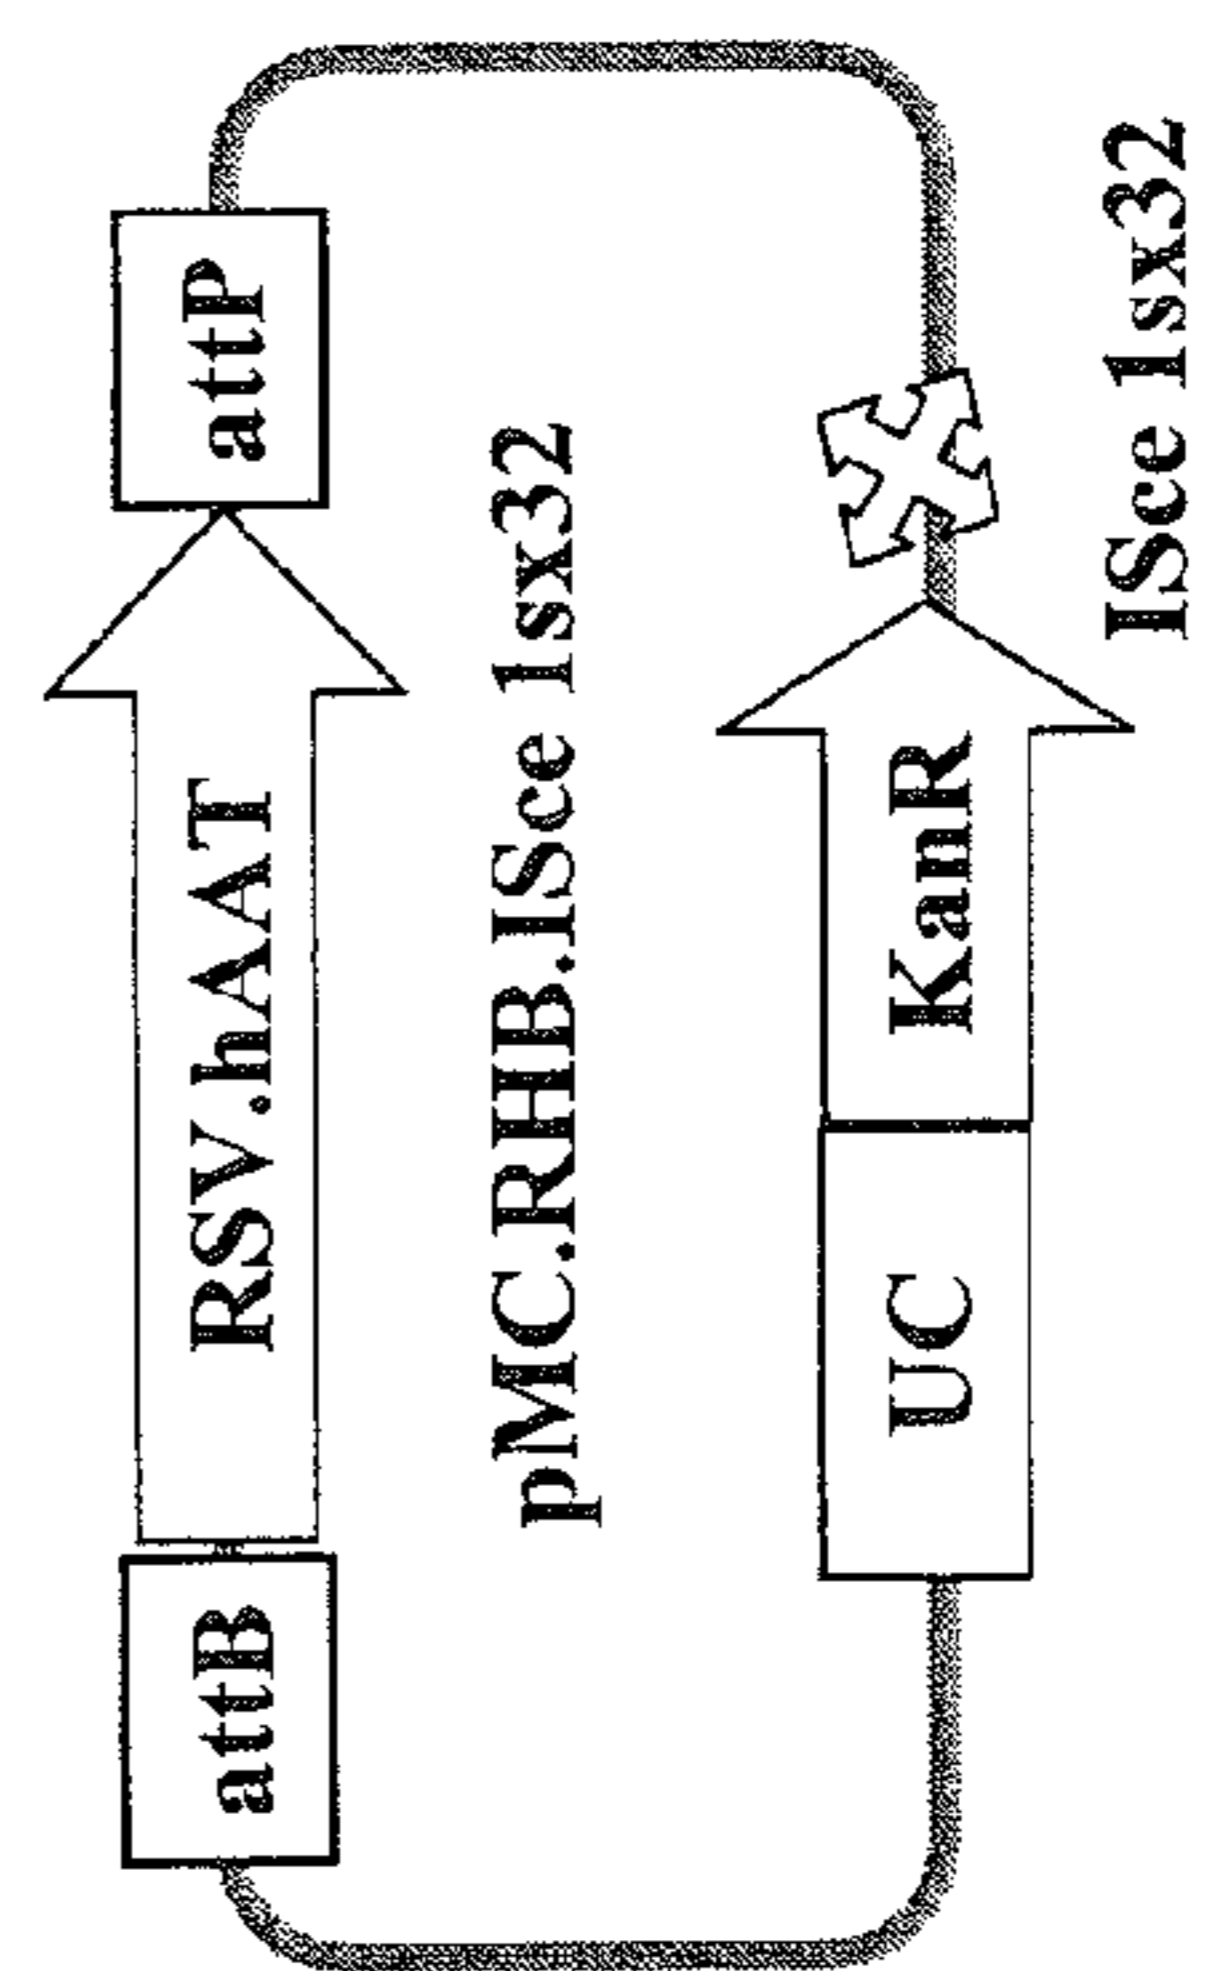 attB
RSV.hAAT
attP
pMC.RHB.ISce 1sx32
UC
KanR
ISce 1sx32